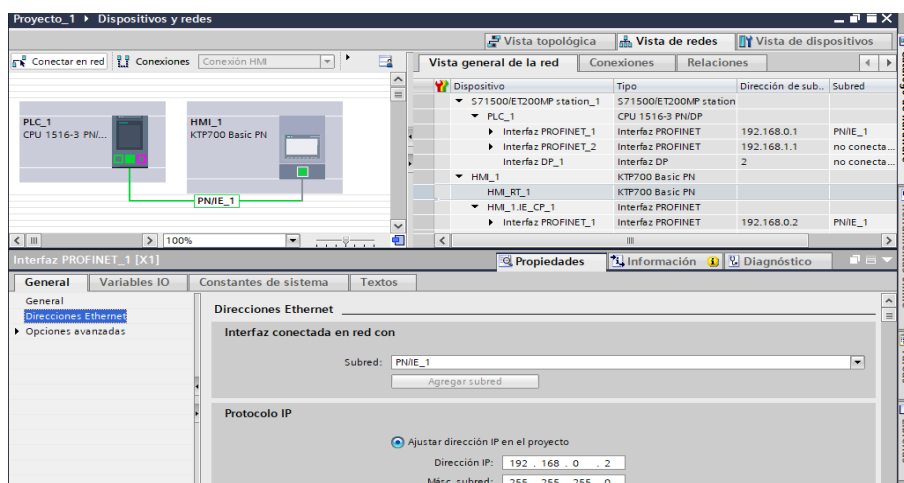 Proyecto_1 ▸ Dispositivos y redes
Vista topológica Vista de redes Vista de dispositivos
Conectar en red Conexiones Conexión HMI
Vista general de la red Conexiones Relaciones
Dispositivo Tipo Dirección de sub.. Subred
S71500/ET200MP station_1 S71500/ET200MP station
PLC_1 CPU 1516-3 PN/DP
Interfaz PROFINET_1 Interfaz PROFINET 192.168.0.1 PN/IE_1
Interfaz PROFINET_2 Interfaz PROFINET 192.168.1.1 no conecta...
Interfaz DP_1 Interfaz DP 2 no conecta...
HMI_1 KTP700 Basic PN
HMI_RT_1 KTP700 Basic PN
HMI_1.IE_CP_1 Interfaz PROFINET
Interfaz PROFINET_1 Interfaz PROFINET 192.168.0.2 PN/IE_1
PLC_1
CPU 1516-3 PN/...
HMI_1
KTP700 Basic PN
PN/IE_1
100%
Interfaz PROFINET_1 [X1]
Propiedades Información Diagnóstico
General Variables IO Constantes de sistema Textos
General
Direcciones Ethernet
Opciones avanzadas
Direcciones Ethernet
Interfaz conectada en red con
Subred: PN/IE_1
Agregar subred
Protocolo IP
Ajustar dirección IP en el proyecto
Dirección IP: 192 . 168 . 0 . 2
Másc. subred: 255 . 255 . 255 . 0